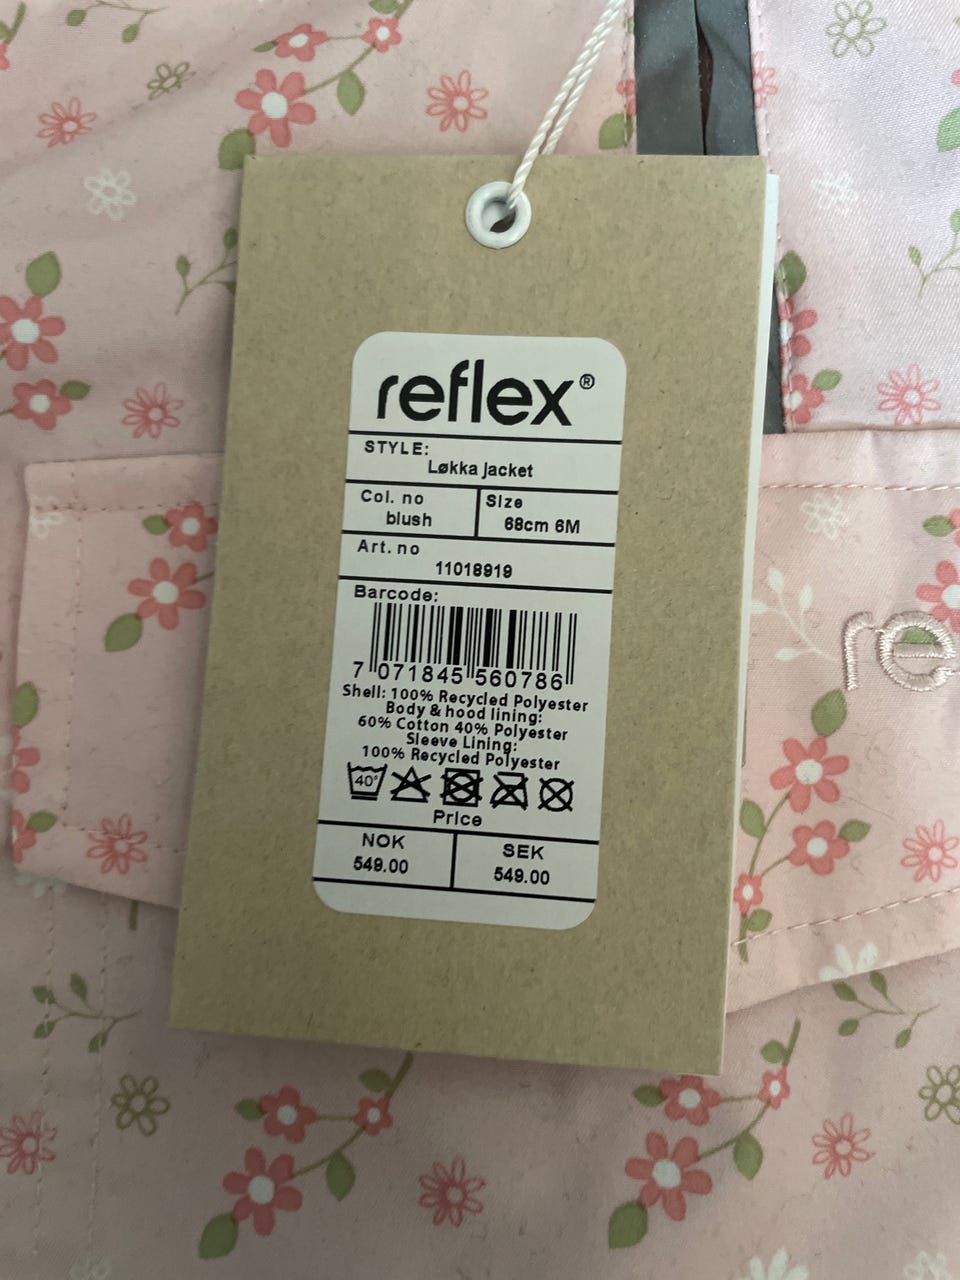 reflex®
STYLE:
Løkka jacket
Col. no
blush
Size
68cm 6M
Art. no
11018919
Barcode:
7 071845 560786
Shell: 100% Recycled Polyester
Body & hood lining:
60% Cotton 40% Polyester
Sleeve Lining:
100% Recycled Polyester
40°
Price
NOK
549.00
SEK
549.00
re